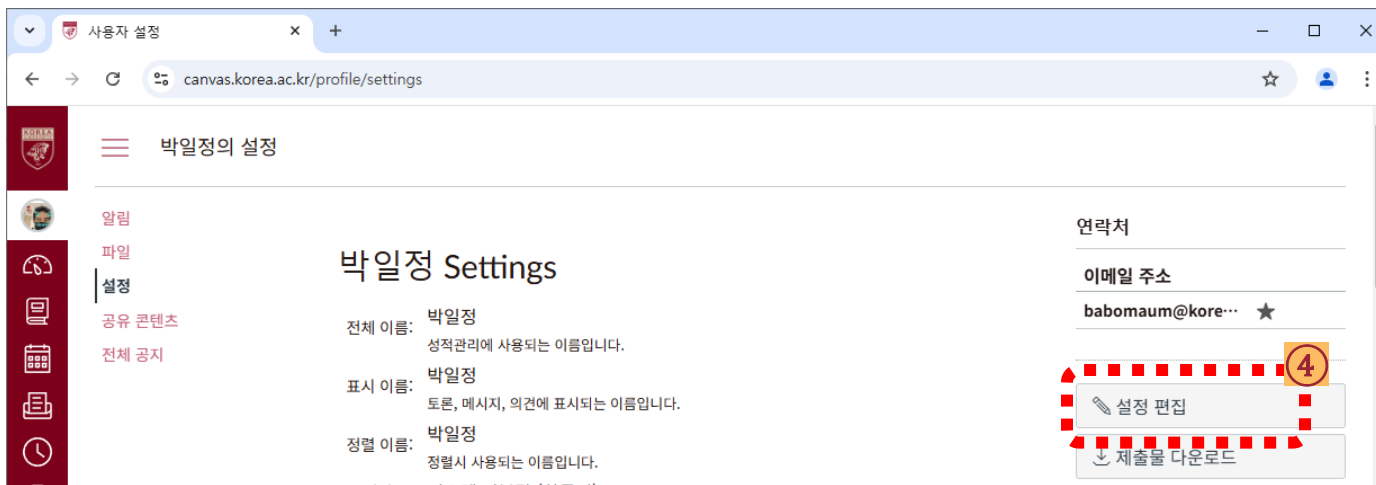 사용자 설정
canvas.korea.ac.kr/profile/settings
KOREA
박일정의 설정
알림
파일
설정
공유 콘텐츠
전체 공지
박일정 Settings
전체 이름: 박일정
성적관리에 사용되는 이름입니다.
표시 이름: 박일정
토론, 메시지, 의견에 표시되는 이름입니다.
정렬 이름: 박일정
정렬시 사용되는 이름입니다.
연락처
이메일 주소
babomaum@kore… ★
④
설정 편집
제출물 다운로드